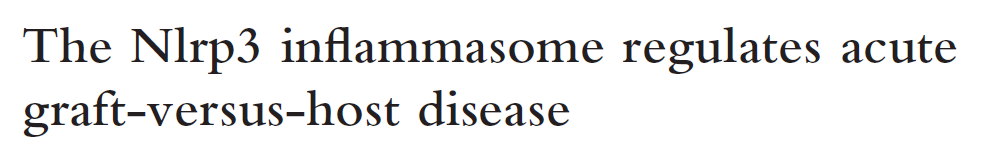 The Nlrp3 inflammasome regulates acute
graft-versus-host disease